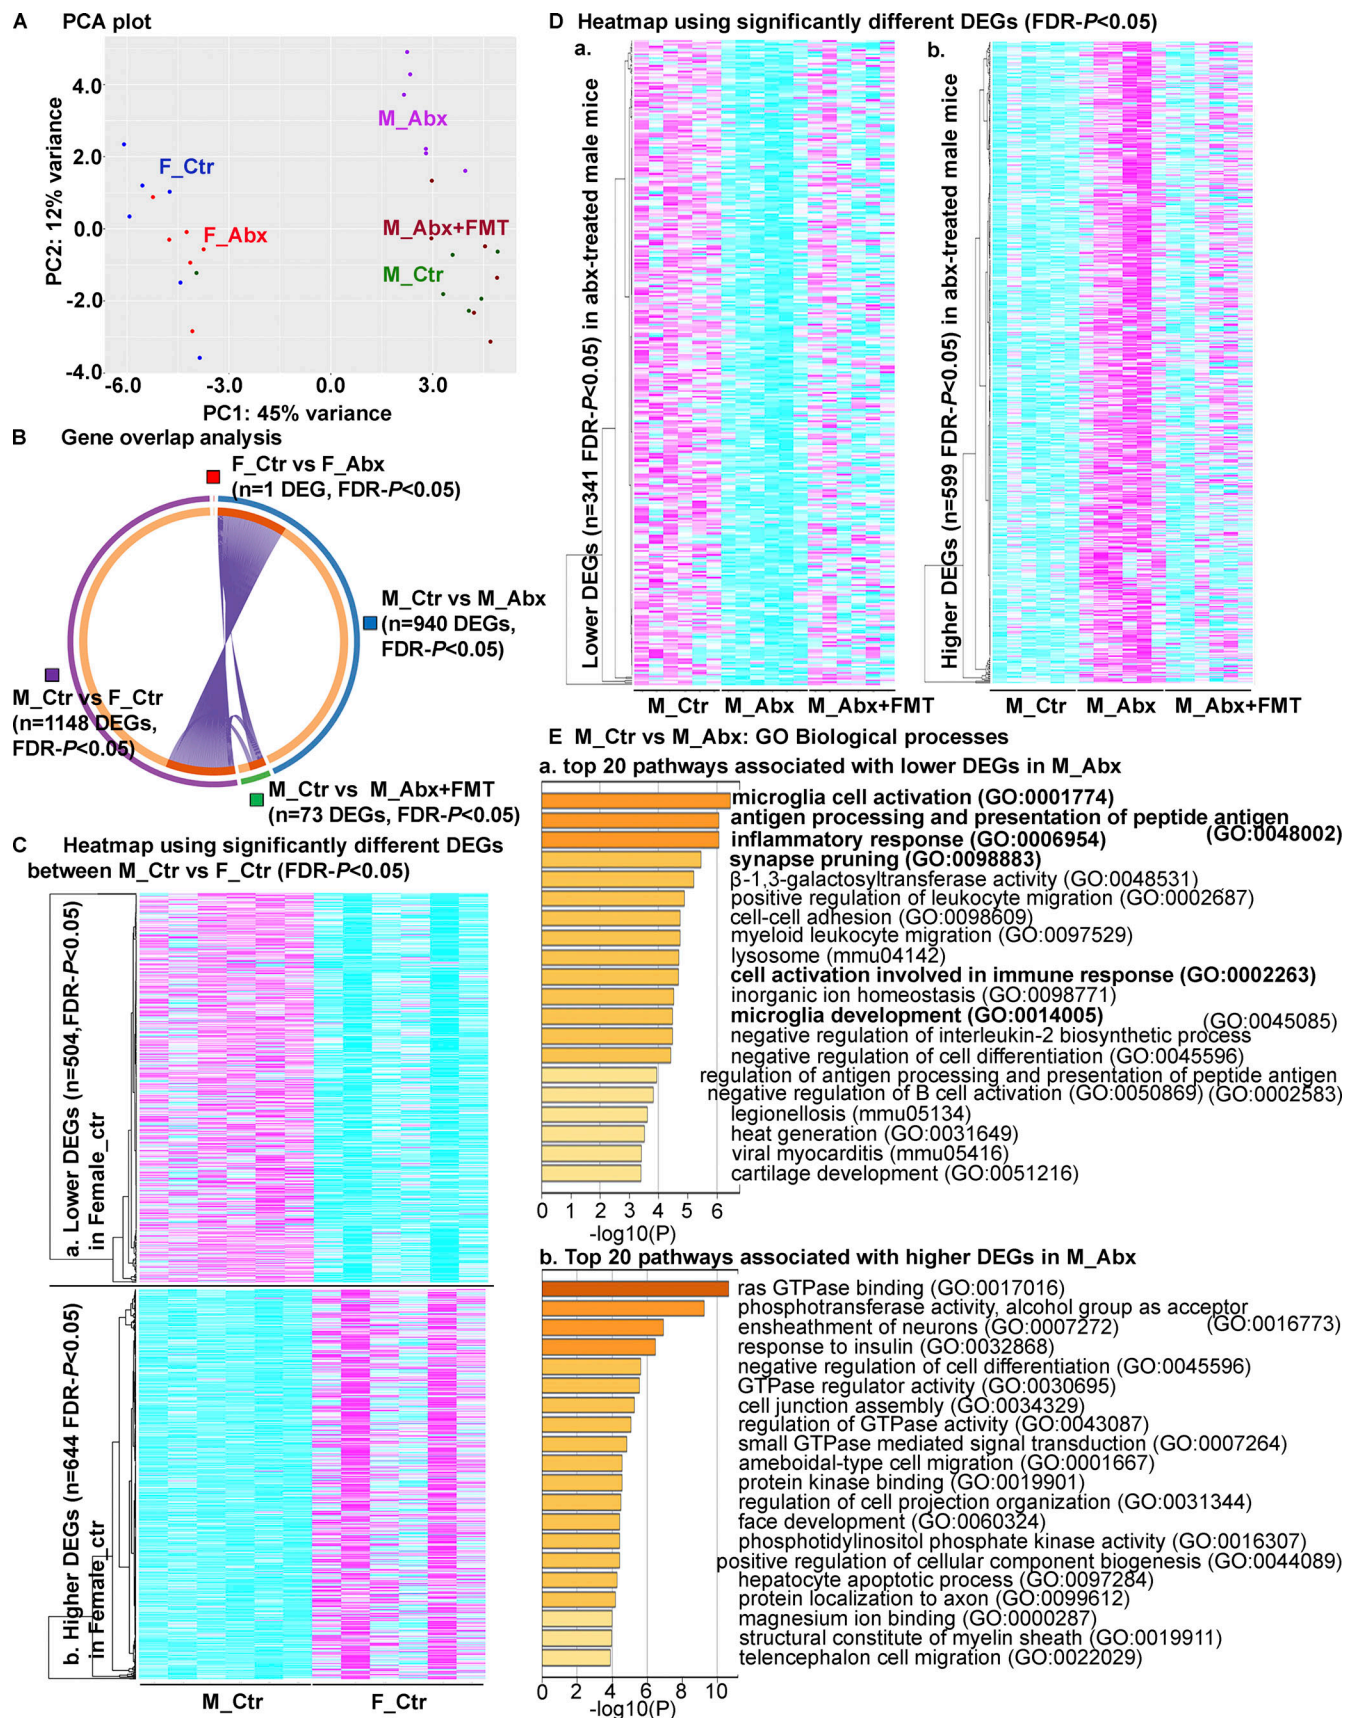 A PCA plot
4.0
2.0
0.0
-2.0
-4.0
PC2: 12% variance
M_Abx
F_Ctr
F_Abx
M_Abx+FMT
M_Ctr
-6.0 -3.0 0.0 3.0
PC1: 45% variance
B Gene overlap analysis
F_Ctr vs F_Abx
(n=1 DEG, FDR-P<0.05)
M_Ctr vs M_Abx
(n=940 DEGs,
FDR-P<0.05)
M_Ctr vs F_Ctr
(n=1148 DEGs,
FDR-P<0.05)
M_Ctr vs M_Abx+FMT
(n=73 DEGs, FDR-P<0.05)
C Heatmap using significantly different DEGs
between M_Ctr vs F_Ctr (FDR-P<0.05)
a. Lower DEGs (n=504,FDR-P<0.05)
in Female_ctr
b. Higher DEGs (n=644 FDR-P<0.05)
in Female_ctr
M_Ctr F_Ctr
D Heatmap using significantly different DEGs (FDR-P<0.05)
a.
Lower DEGs (n=341 FDR-P<0.05) in abx-treated male mice
M_Ctr M_Abx M_Abx+FMT
b.
Higher DEGs (n=599 FDR-P<0.05) in abx-treated male mice
M_Ctr M_Abx M_Abx+FMT
E M_Ctr vs M_Abx: GO Biological processes
a. top 20 pathways associated with lower DEGs in M_Abx
microglia cell activation (GO:0001774)
antigen processing and presentation of peptide antigen
(GO:0048002)
inflammatory response (GO:0006954)
synapse pruning (GO:0098883)
β-1,3-galactosyltransferase activity (GO:0048531)
positive regulation of leukocyte migration (GO:0002687)
cell-cell adhesion (GO:0098609)
myeloid leukocyte migration (GO:0097529)
lysosome (mmu04142)
cell activation involved in immune response (GO:0002263)
inorganic ion homeostasis (GO:0098771)
microglia development (GO:0014005)
(GO:0045085)
negative regulation of interleukin-2 biosynthetic process
negative regulation of cell differentiation (GO:0045596)
regulation of antigen processing and presentation of peptide antigen
negative regulation of B cell activation (GO:0050869) (GO:0002583)
legionellosis (mmu05134)
heat generation (GO:0031649)
viral myocarditis (mmu05416)
cartilage development (GO:0051216)
0 1 2 3 4 5 6
-log10(P)
b. Top 20 pathways associated with higher DEGs in M_Abx
ras GTPase binding (GO:0017016)
phosphotransferase activity, alcohol group as acceptor
(GO:0016773)
ensheathment of neurons (GO:0007272)
response to insulin (GO:0032868)
negative regulation of cell differentiation (GO:0045596)
GTPase regulator activity (GO:0030695)
cell junction assembly (GO:0034329)
regulation of GTPase activity (GO:0043087)
small GTPase mediated signal transduction (GO:0007264)
ameboidal-type cell migration (GO:0001667)
protein kinase binding (GO:0019901)
regulation of cell projection organization (GO:0031344)
face development (GO:0060324)
phosphotidylinositol phosphate kinase activity (GO:0016307)
positive regulation of cellular component biogenesis (GO:0044089)
hepatocyte apoptotic process (GO:0097284)
protein localization to axon (GO:0099612)
magnesium ion binding (GO:0000287)
structural constitute of myelin sheath (GO:0019911)
telencephalon cell migration (GO:0022029)
0 2 4 6 8 10
-log10(P)